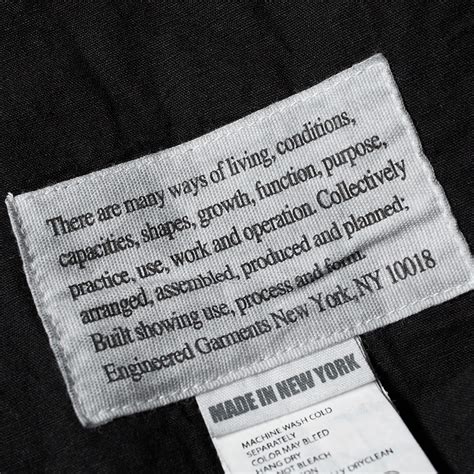 There are many ways of living, conditions,
capacities, shapes, growth, function, purpose,
practice, use, work and operation. Collectively
arranged, assembled, produced and planned;
Built showing use, process and form.
Engineered Garments New York, NY 10018
MADE IN NEW YORK
MACHINE WASH COLD
SEPARATELY
COLOR MAY BLEED
HANG DRY
BLEACH
DRYCLEAN